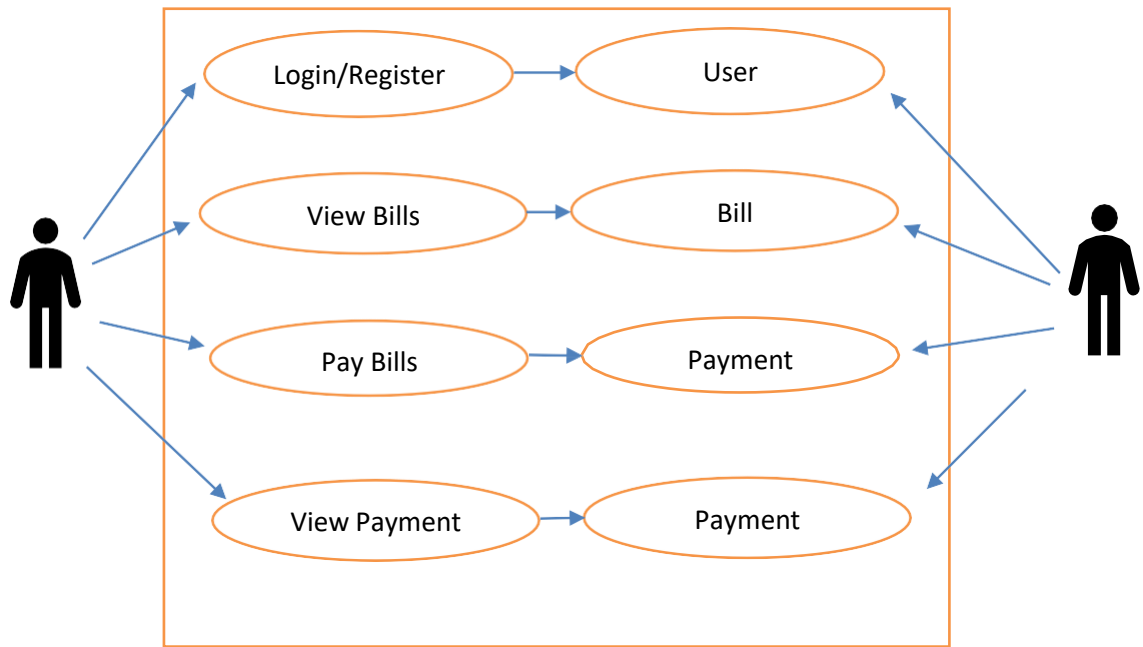 Login/Register
User
View Bills
Bill
Pay Bills
Payment
View Payment
Payment